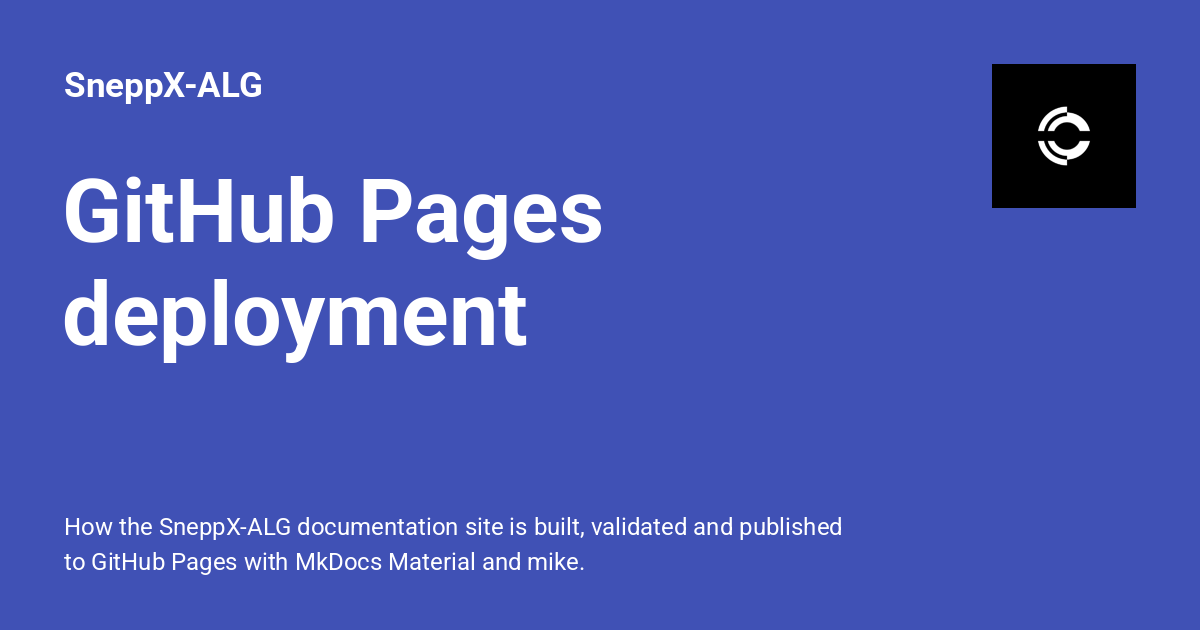 SneppX-ALG
GitHub Pages
deployment
How the SneppX-ALG documentation site is built, validated and published
to GitHub Pages with MkDocs Material and mike.